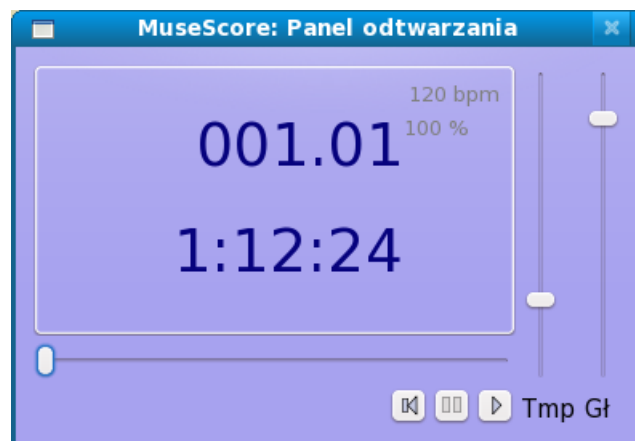 MuseScore: Panel odtwarzania
120 bpm
001.01 100 %
1:12:24
Tmp Gł